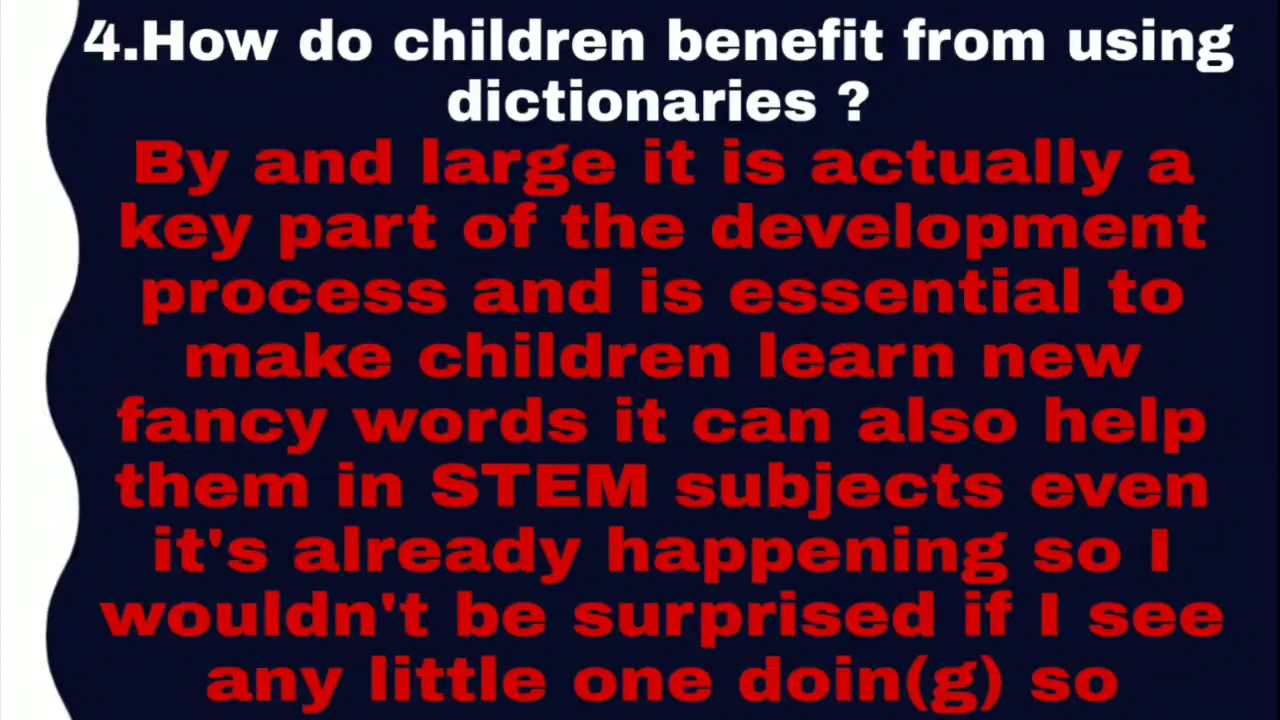 4.How do children benefit from using
dictionaries ?
By and large it is actually a
key part of the development
process and is essential to
make children learn new
fancy words it can also help
them in STEM subjects even
it's already happening so I
wouldn't be surprised if I see
any little one doin(g) so